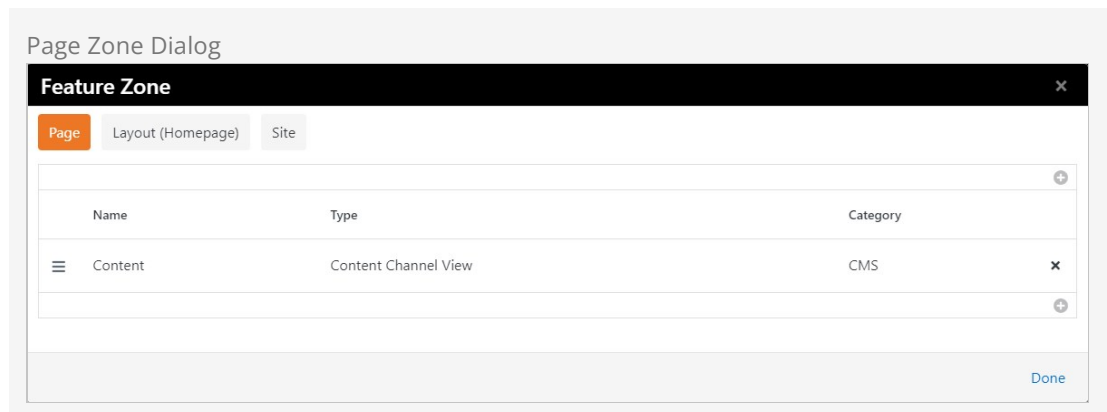 Page Zone Dialog
Feature Zone
Page Layout (Homepage) Site
Name Type Category
Content Content Channel View CMS
Done